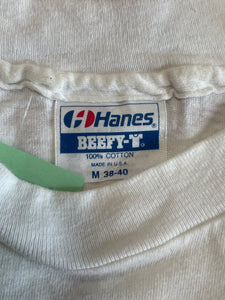 Hanes
BEEFY-T
100% COTTON
MADE IN U.S.A.
M 38-40